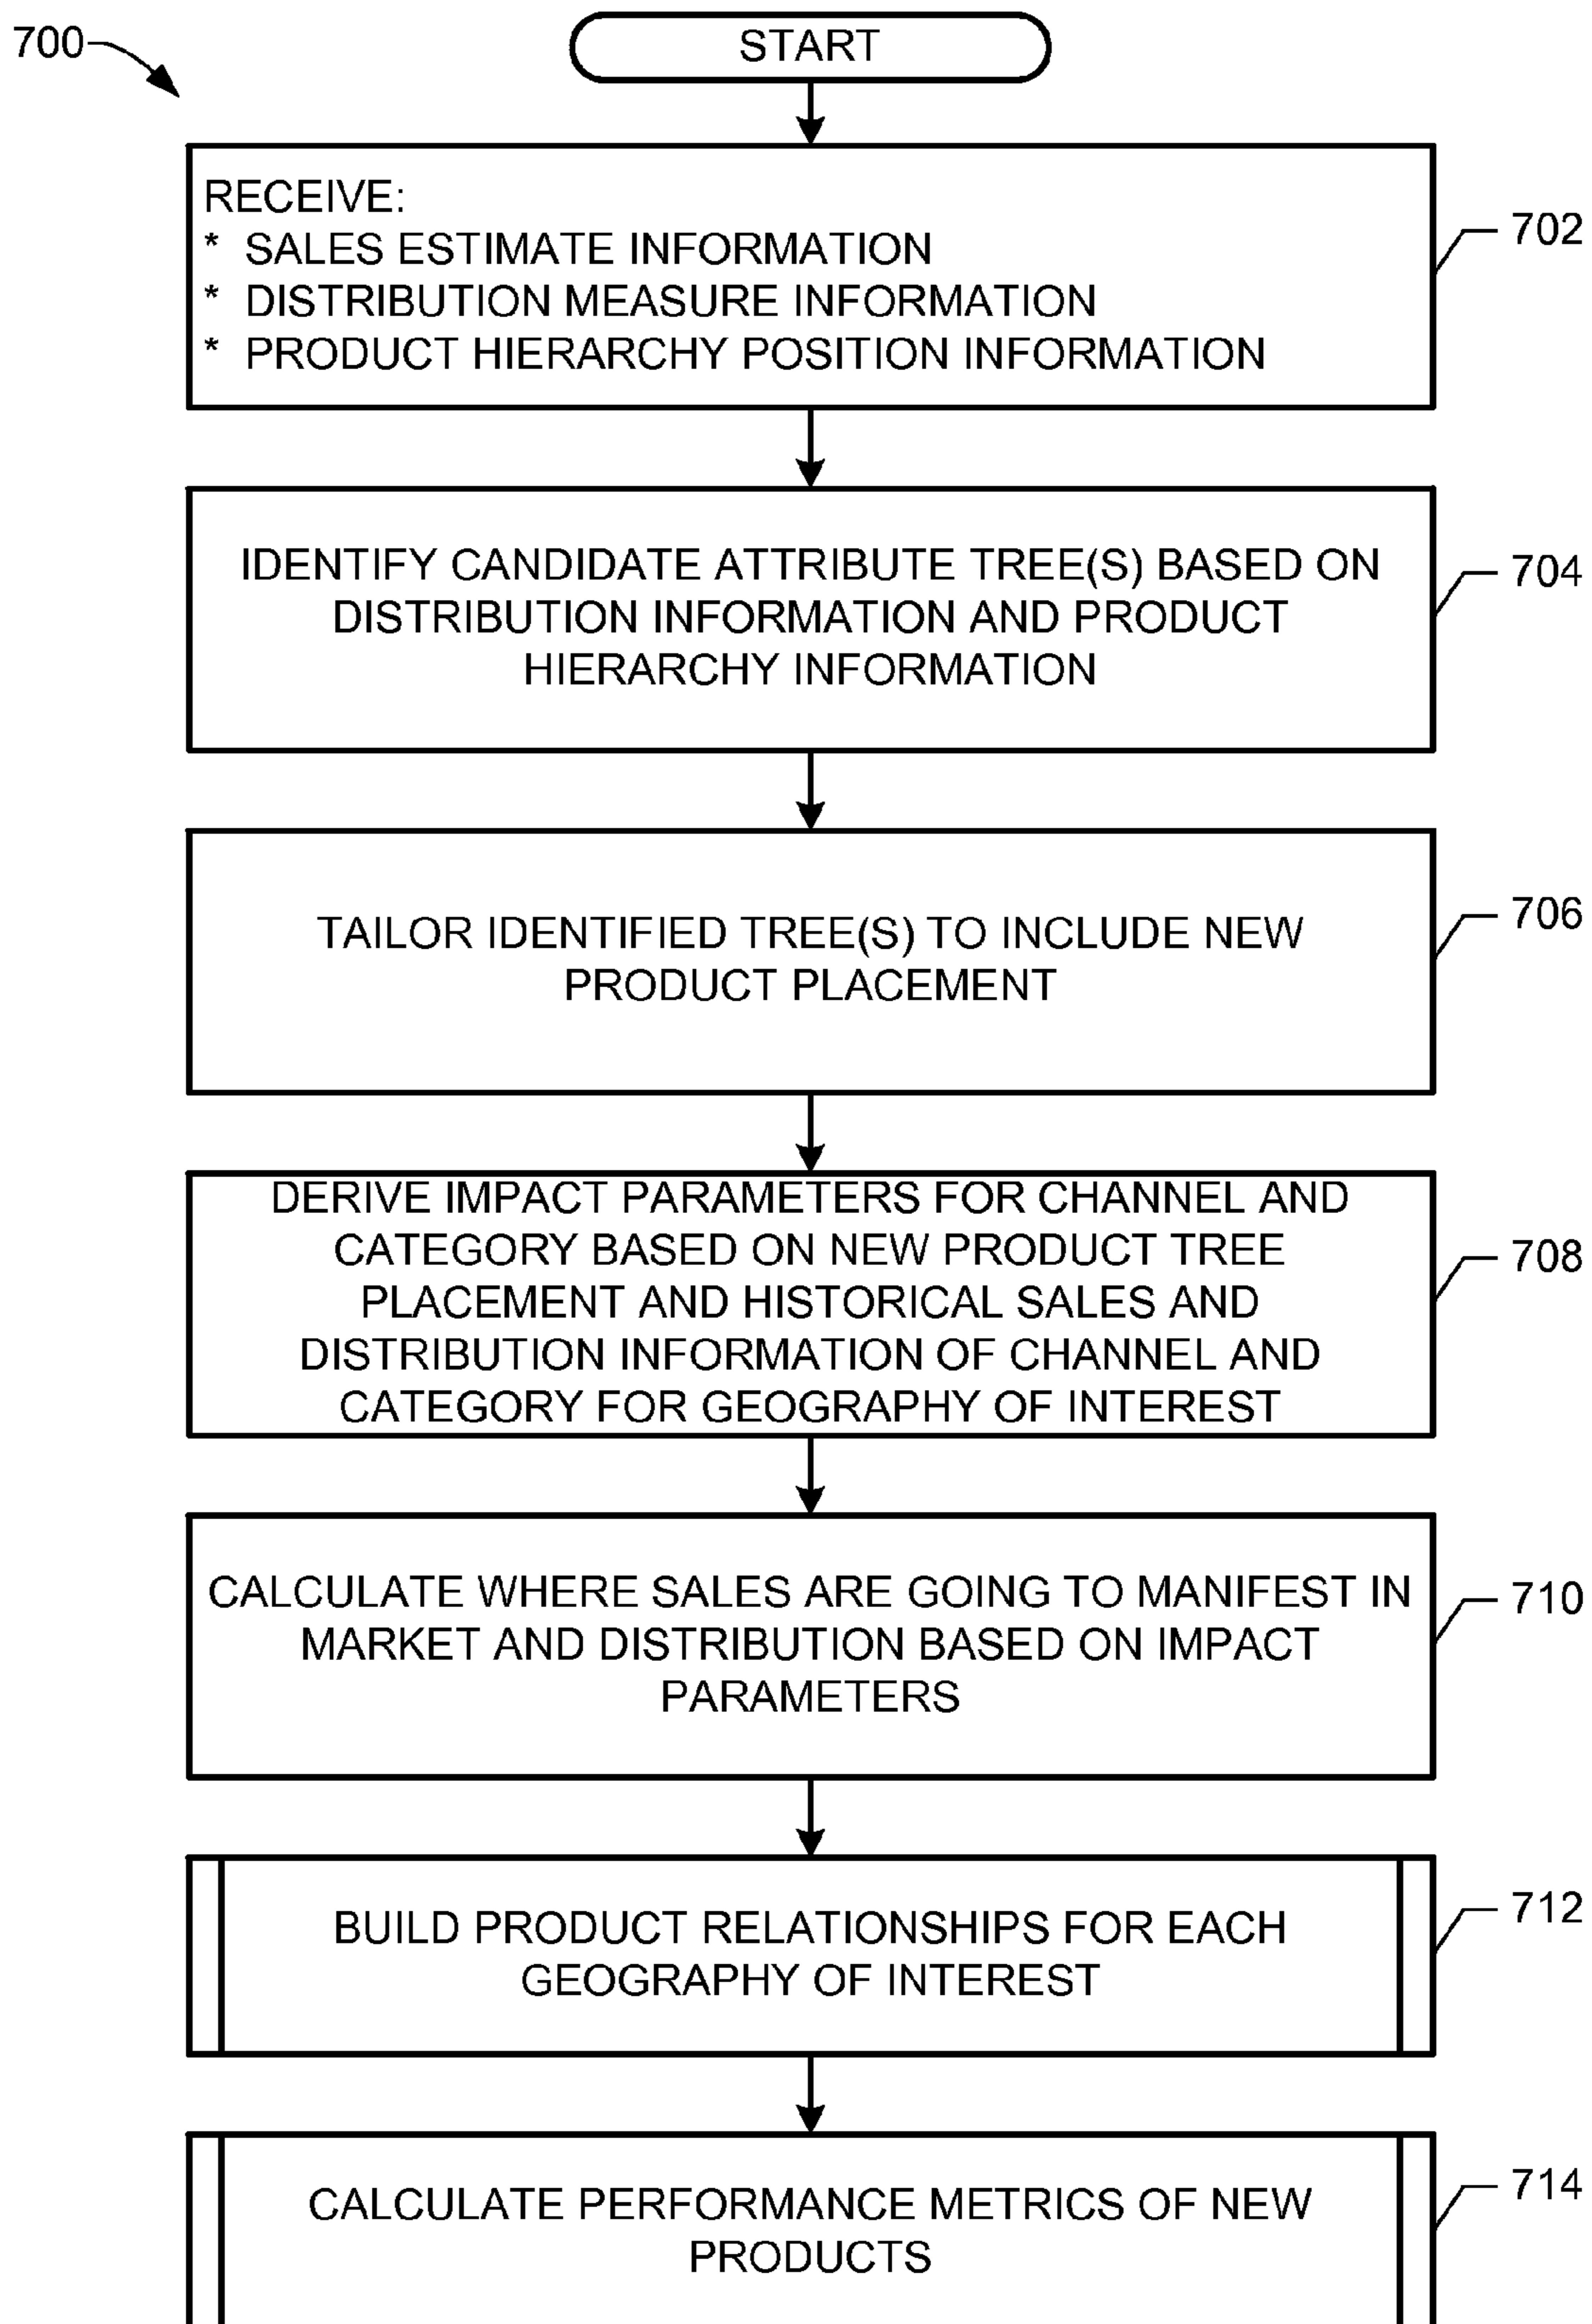 700
START
RECEIVE:
* SALES ESTIMATE INFORMATION
* DISTRIBUTION MEASURE INFORMATION
* PRODUCT HIERARCHY POSITION INFORMATION
702
IDENTIFY CANDIDATE ATTRIBUTE TREE(S) BASED ON
DISTRIBUTION INFORMATION AND PRODUCT
HIERARCHY INFORMATION
704
TAILOR IDENTIFIED TREE(S) TO INCLUDE NEW
PRODUCT PLACEMENT
706
DERIVE IMPACT PARAMETERS FOR CHANNEL AND
CATEGORY BASED ON NEW PRODUCT TREE
PLACEMENT AND HISTORICAL SALES AND
DISTRIBUTION INFORMATION OF CHANNEL AND
CATEGORY FOR GEOGRAPHY OF INTEREST
708
CALCULATE WHERE SALES ARE GOING TO MANIFEST IN
MARKET AND DISTRIBUTION BASED ON IMPACT
PARAMETERS
710
BUILD PRODUCT RELATIONSHIPS FOR EACH
GEOGRAPHY OF INTEREST
712
CALCULATE PERFORMANCE METRICS OF NEW
PRODUCTS
714